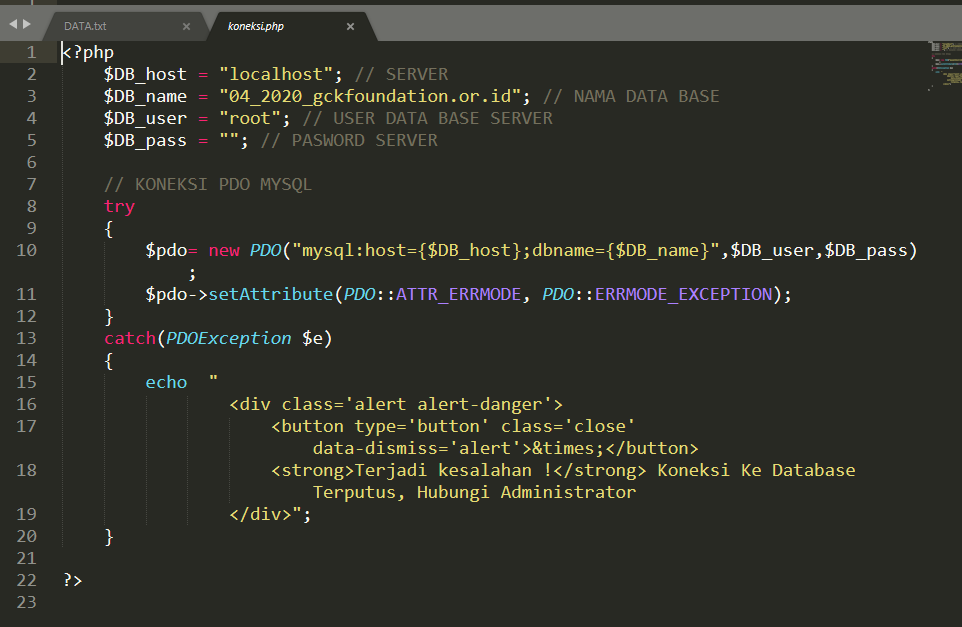 DATA.txt × koneksi.php ×
1 <?php
2 $DB_host = "localhost"; // SERVER
3 $DB_name = "04_2020_gckfoundation.or.id"; // NAMA DATA BASE
4 $DB_user = "root"; // USER DATA BASE SERVER
5 $DB_pass = ""; // PASWORD SERVER
6
7 // KONEKSI PDO MYSQL
8 try
9 {
10 $pdo= new PDO("mysql:host={$DB_host};dbname={$DB_name}",$DB_user,$DB_pass)
;
11 $pdo->setAttribute(PDO::ATTR_ERRMODE, PDO::ERRMODE_EXCEPTION);
12 }
13 catch(PDOException $e)
14 {
15 echo "
16 <div class='alert alert-danger'>
17 <button type='button' class='close'
data-dismiss='alert'>&times;</button>
18 <strong>Terjadi kesalahan !</strong> Koneksi Ke Database
Terputus, Hubungi Administrator
19 </div>";
20 }
21
22 ?>
23